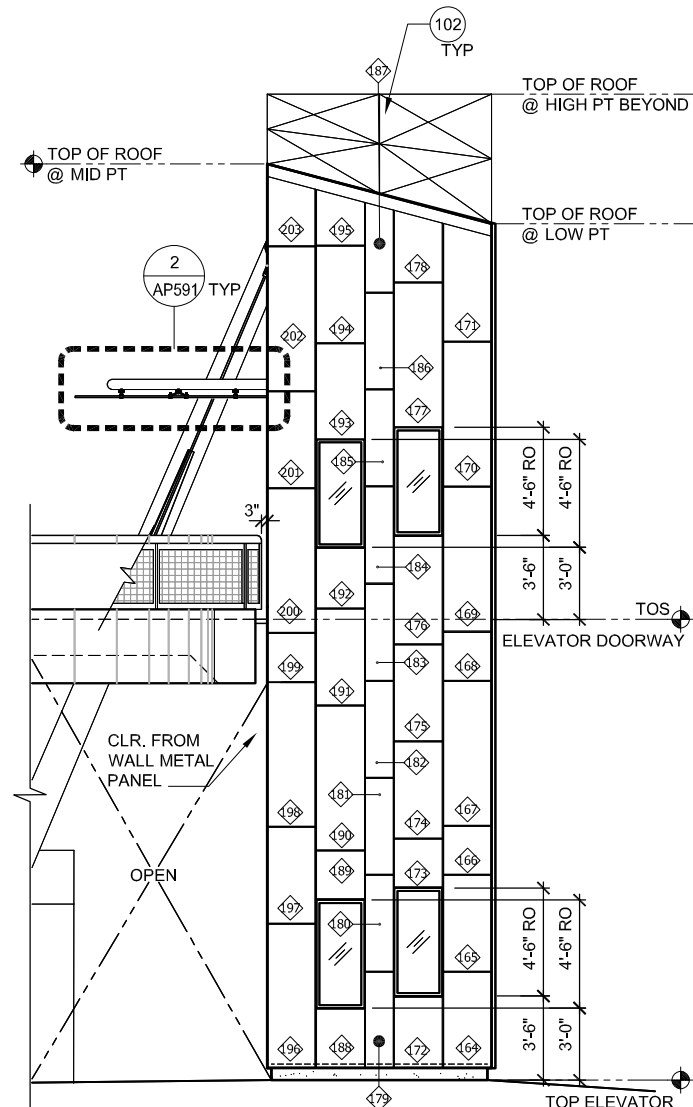 102
TYP
187
TOP OF ROOF
@ HIGH PT BEYOND
TOP OF ROOF
@ MID PT
TOP OF ROOF
@ LOW PT
203
195
178
2
AP591
TYP
202
194
171
186
177
193
185
201
170
4'-6" RO
4'-6" RO
3"
184
3'-6"
3'-0"
192
200
176
169
TOS
ELEVATOR DOORWAY
199
183
168
191
175
CLR. FROM
WALL METAL
PANEL
182
181
198
190
174
167
OPEN
189
173
166
197
180
165
4'-6" RO
4'-6" RO
3'-6"
3'-0"
196
188
172
164
179
TOP ELEVATOR